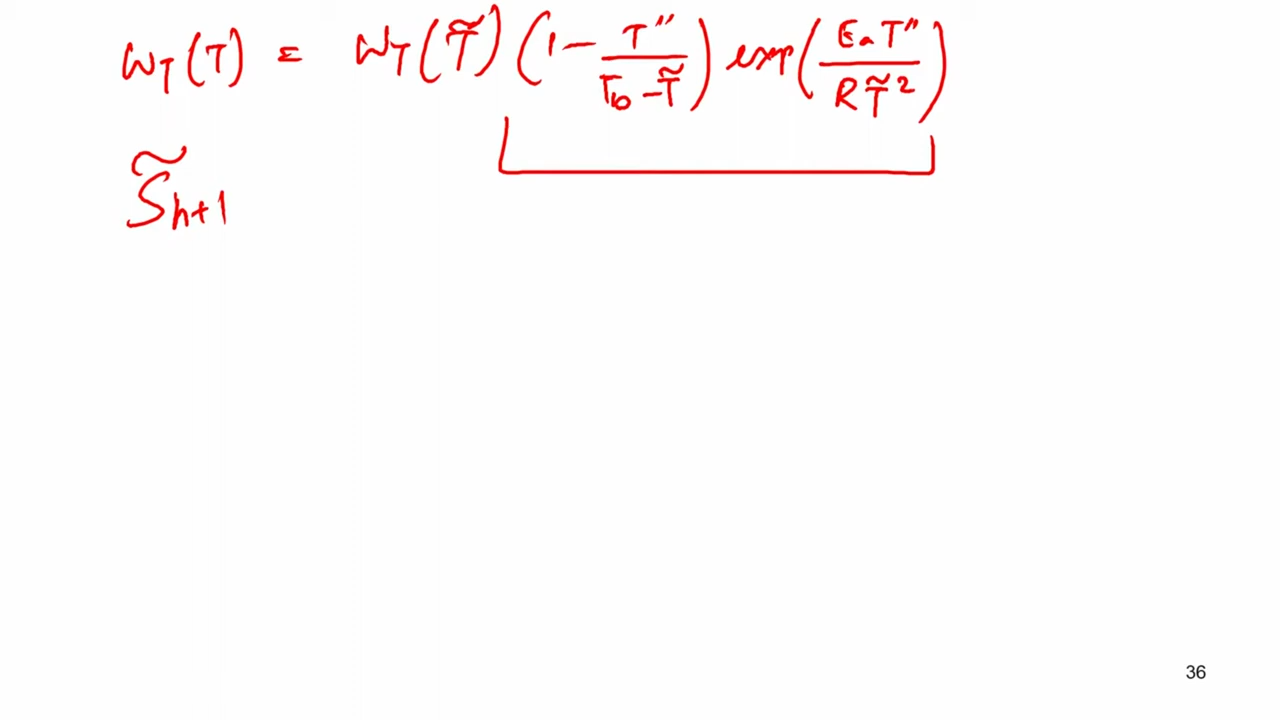 ω_T(T) = ω_T(T̃) (1 − T″/(T_b − T̃)) exp(E_a T″/(R T̃²))
S̃_{n+1}
36